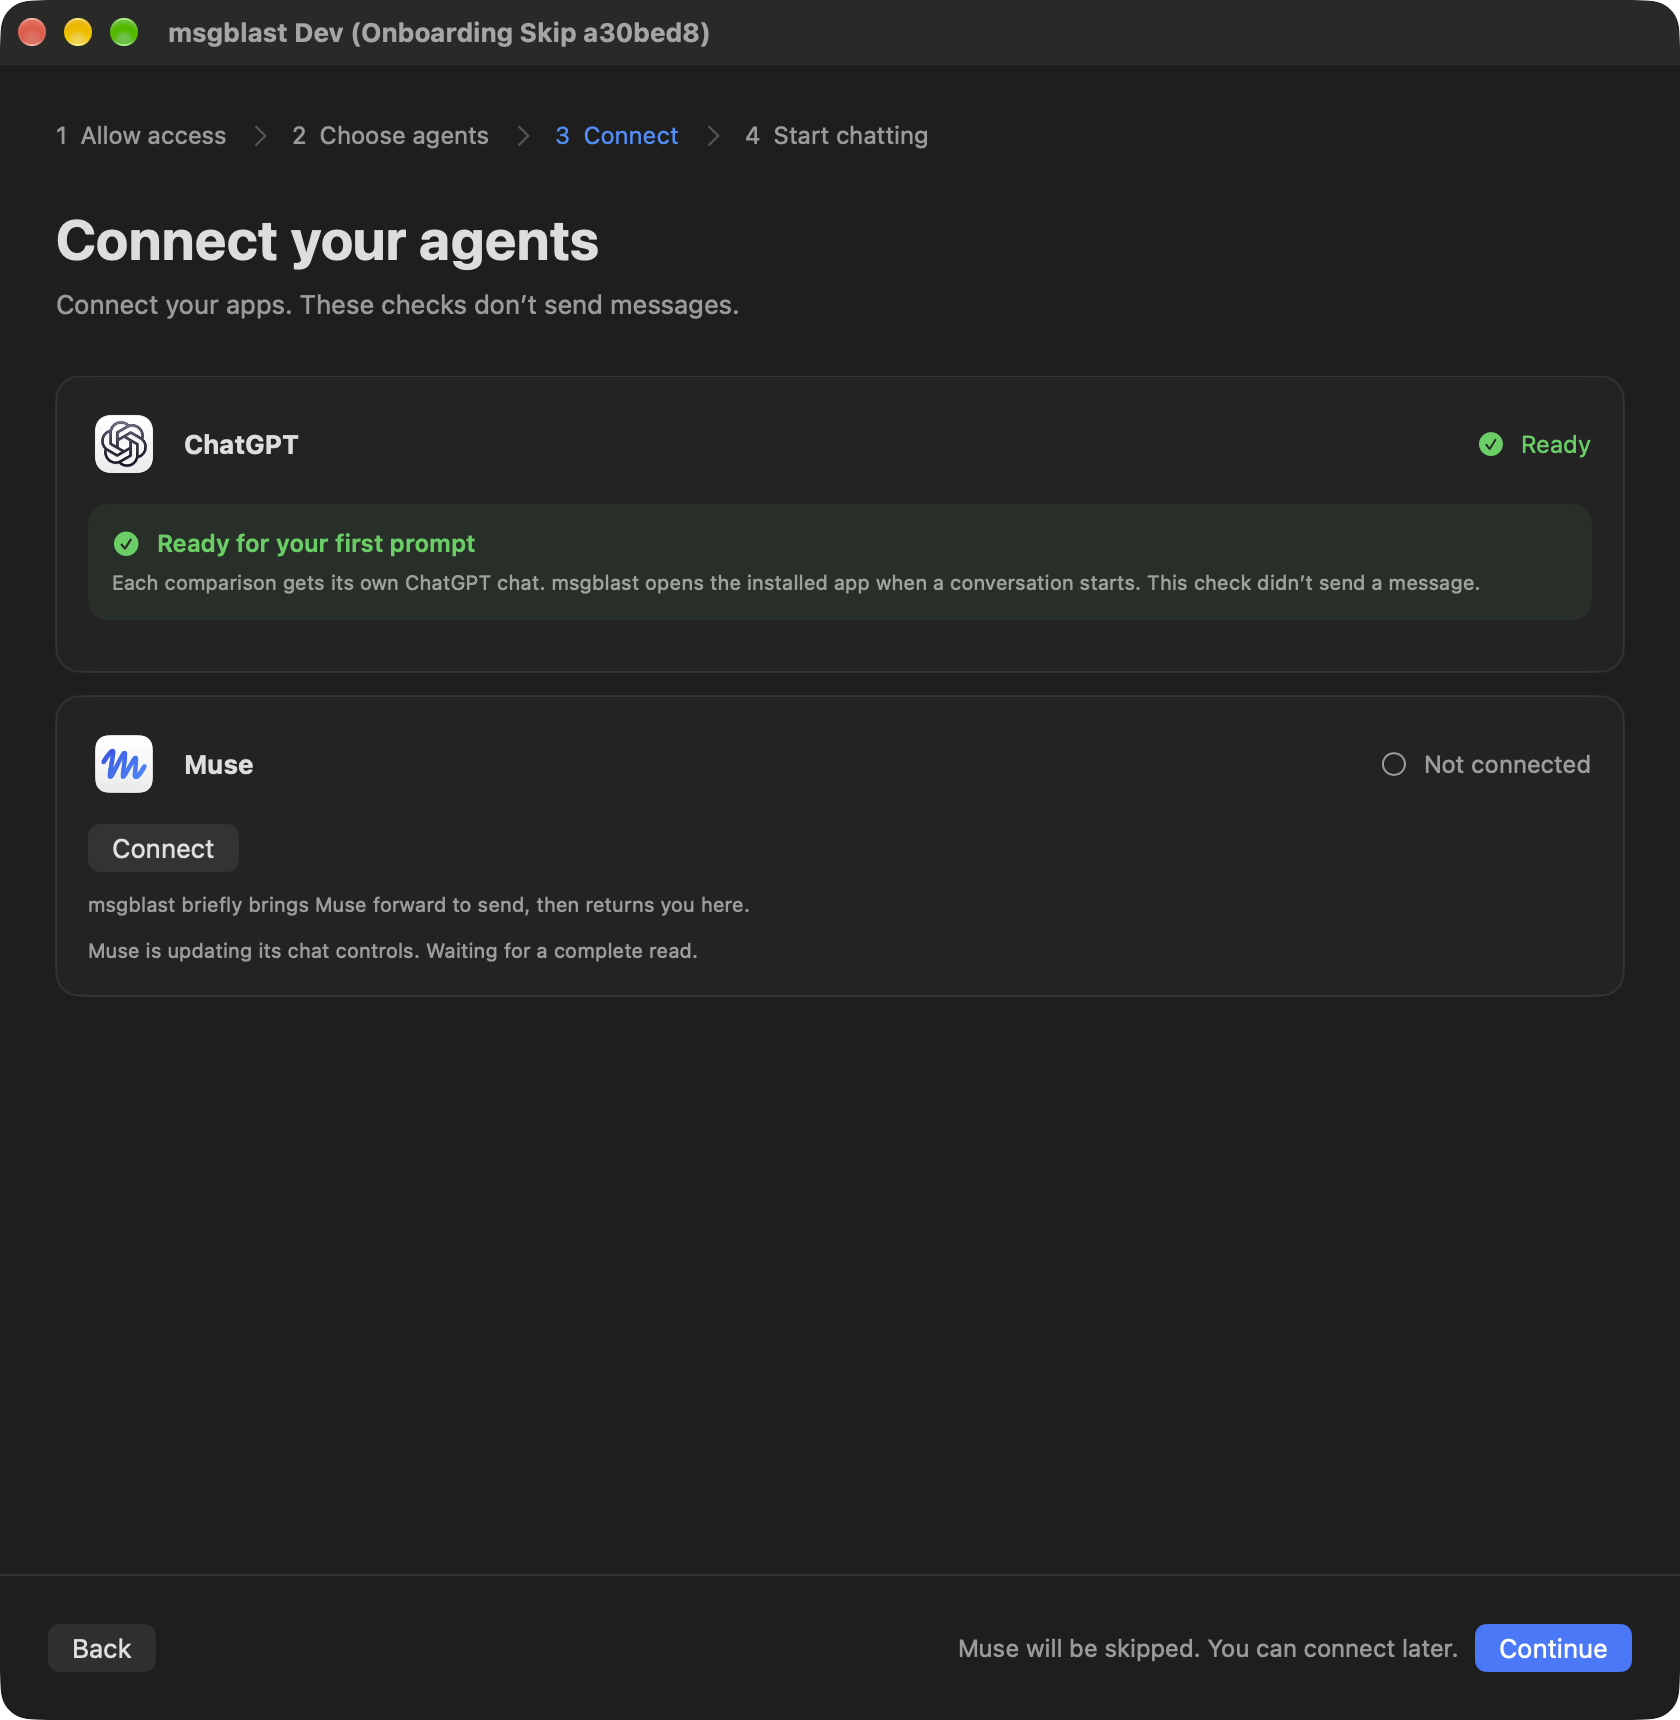 msgblast Dev (Onboarding Skip a30bed8)
1 Allow access > 2 Choose agents > 3 Connect > 4 Start chatting
Connect your agents
Connect your apps. These checks don’t send messages.
ChatGPT
Ready
Ready for your first prompt
Each comparison gets its own ChatGPT chat. msgblast opens the installed app when a conversation starts. This check didn’t send a message.
Muse
Not connected
Connect
msgblast briefly brings Muse forward to send, then returns you here.
Muse is updating its chat controls. Waiting for a complete read.
Back
Muse will be skipped. You can connect later.
Continue